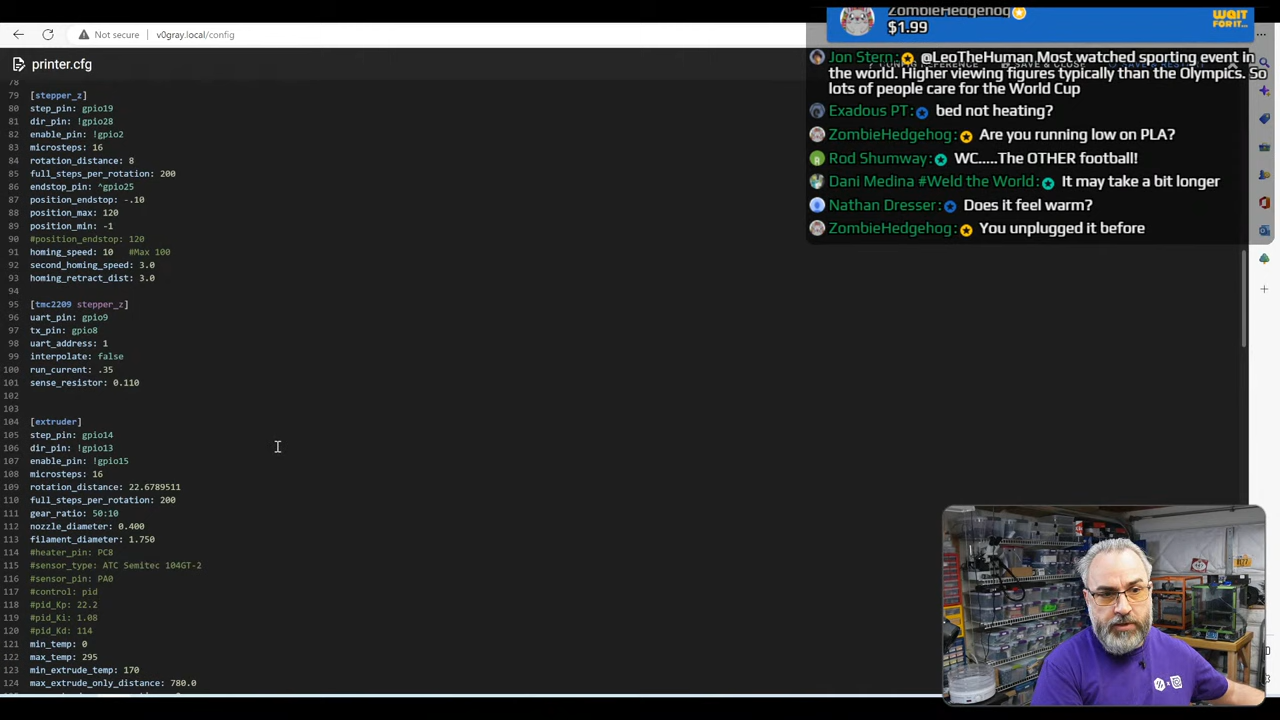 ZombieHedgehog
$1.99
WAIT
FOR IT...
Not secure
v0gray.local/config
printer.cfg
Jon Stern: @LeoTheHuman Most watched sporting event in
the world. Higher viewing figures typically than the Olympics. So
lots of people care for the World Cup
Exadous PT: bed not heating?
ZombieHedgehog: Are you running low on PLA?
Rod Shumway: WC.....The OTHER football!
Dani Medina #Weld the World: It may take a bit longer
Nathan Dresser: Does it feel warm?
ZombieHedgehog: You unplugged it before
78
79 [stepper_z]
80 step_pin: gpio19
81 dir_pin: !gpio28
82 enable_pin: !gpio2
83 microsteps: 16
84 rotation_distance: 8
85 full_steps_per_rotation: 200
86 endstop_pin: ^gpio25
87 position_endstop: -.10
88 position_max: 120
89 position_min: -1
90 #position_endstop: 120
91 homing_speed: 10 #Max 100
92 second_homing_speed: 3.0
93 homing_retract_dist: 3.0
94
95 [tmc2209 stepper_z]
96 uart_pin: gpio9
97 tx_pin: gpio8
98 uart_address: 1
99 interpolate: false
100 run_current: .35
101 sense_resistor: 0.110
102
103
104 [extruder]
105 step_pin: gpio14
106 dir_pin: !gpio13
107 enable_pin: !gpio15
108 microsteps: 16
109 rotation_distance: 22.6789511
110 full_steps_per_rotation: 200
111 gear_ratio: 50:10
112 nozzle_diameter: 0.400
113 filament_diameter: 1.750
114 #heater_pin: PC8
115 #sensor_type: ATC Semitec 104GT-2
116 #sensor_pin: PA0
117 #control: pid
118 #pid_Kp: 22.2
119 #pid_Ki: 1.08
120 #pid_Kd: 114
121 min_temp: 0
122 max_temp: 295
123 min_extrude_temp: 170
124 max_extrude_only_distance: 780.0